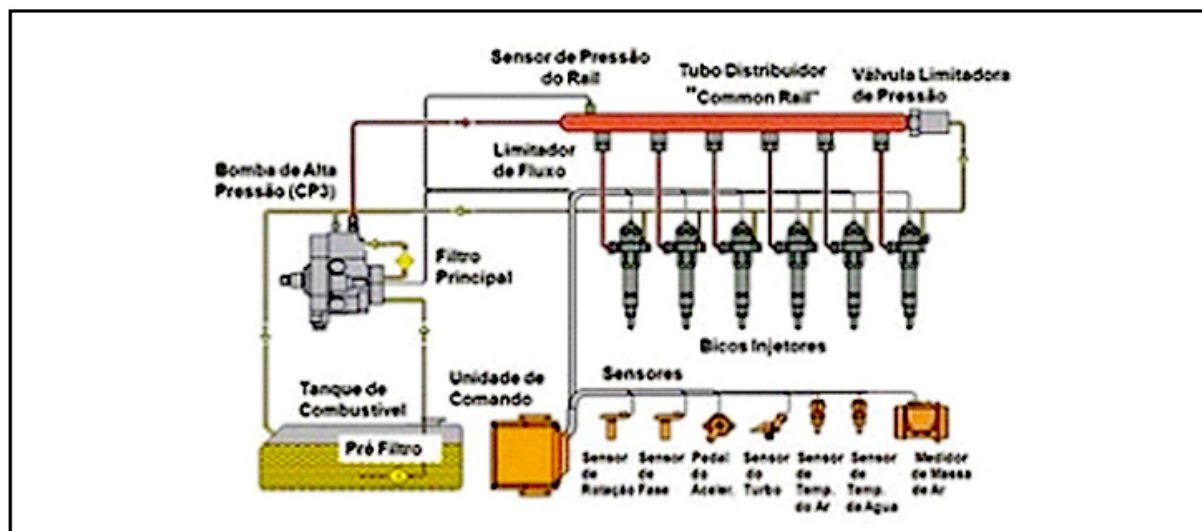 Sensor de Pressão
do Rail
Tubo Distribuidor
"Common Rail"
Válvula Limitadora
de Pressão
Limitador
de Fluxo
Bomba de Alta
Pressão (CP3)
Filtro
Principal
Bicos Injetores
Tanque de
Combustível
Pré Filtro
Unidade de
Comando
Sensores
Sensor
de
Rotação
Sensor
de
Fase
Pedal
do
Aceler.
Sensor
do
Turbo
Sensor
de
Temp.
do Ar
Sensor
de
Temp.
da Agua
Medidor
de Massa
de Ar